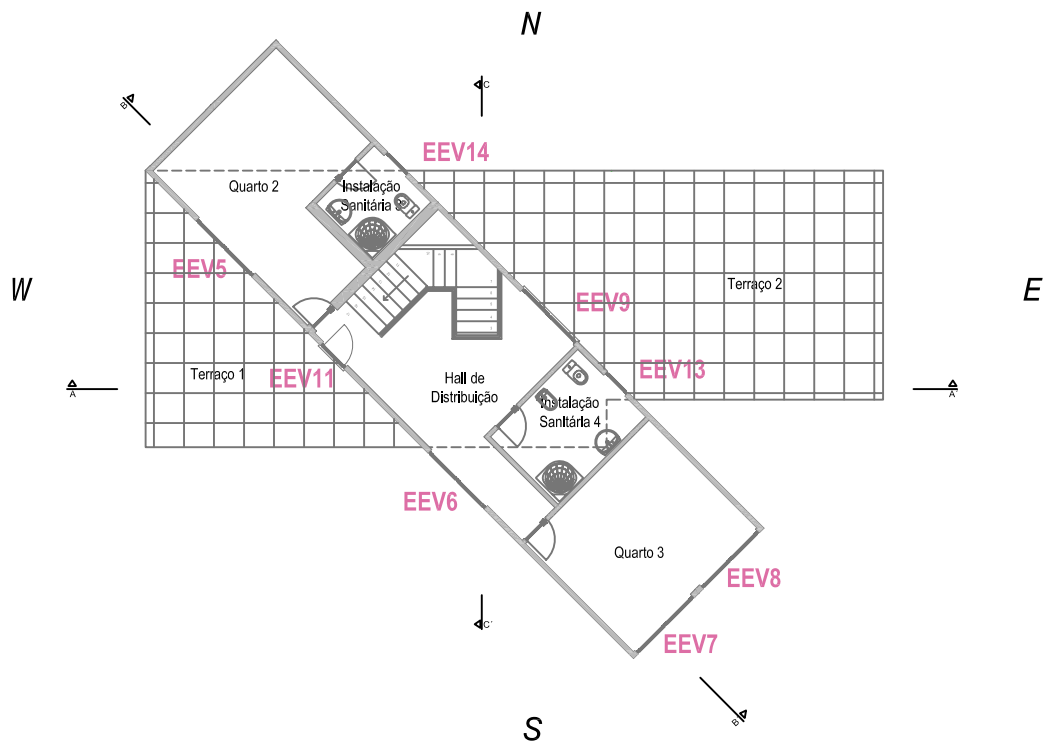 N
C
B
EEV14
Quarto 2
Instalação
Sanitária
EEV5
W
E
EEV9
Terraço 2
Terraço 1
EEV11
Hall de
Distribuição
EEV13
A
A'
Instalação
Sanitária 4
EEV6
Quarto 3
EEV8
C'
EEV7
B'
S